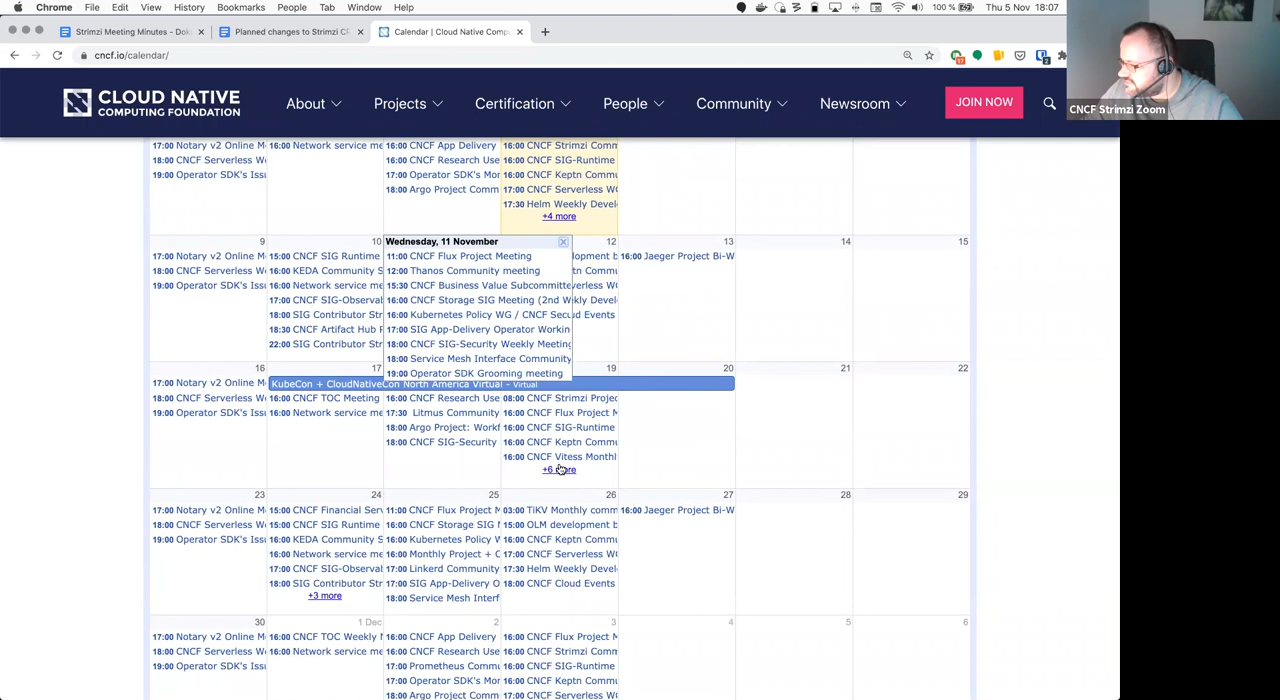 Chrome File Edit View History Bookmarks People Tab Window Help 100 % Thu 5 Nov 18:07
Strimzi Meeting Minutes - Dok Planned changes to Strimzi CF Calendar | Cloud Native Comp
cncf.io/calendar/
CLOUD NATIVE
COMPUTING FOUNDATION
About Projects Certification People Community Newsroom JOIN NOW
CNCF Strimzi Zoom
17:00 Notary v2 Online M 16:00 Network service me 16:00 CNCF App Delivery 16:00 CNCF Strimzi Comm
18:00 CNCF Serverless W 16:00 CNCF Research Use 16:00 CNCF SIG-Runtime
19:00 Operator SDK's Issu 17:00 Operator SDK's Mon 16:00 CNCF Keptn Commu
18:00 Argo Project Comm 17:00 CNCF Serverless WG
17:30 Helm Weekly Devel
+4 more
9 10 Wednesday, 11 November 12 13 14 15
17:00 Notary v2 Online M 15:00 CNCF SIG Runtime 11:00 CNCF Flux Project Meeting lopment b 16:00 Jaeger Project Bi-W
18:00 CNCF Serverless W 16:00 KEDA Community S 12:00 Thanos Community meeting tn Commu
19:00 Operator SDK's Issu 16:00 Network service me 15:30 CNCF Business Value Subcommitte
17:00 CNCF SIG-Observal 16:00 CNCF Storage SIG Meeting (2nd W kly Devel
18:00 SIG Contributor Str 16:00 Kubernetes Policy WG / CNCF Secu d Events
18:30 CNCF Artifact Hub P 17:00 SIG App-Delivery Operator Workin
22:00 SIG Contributor Str 18:00 CNCF SIG-Security Weekly Meeting
18:00 Service Mesh Interface Community
19:00 Operator SDK Grooming meeting
16 17 19 20 21 22
KubeCon + CloudNativeCon North America Virtual - Virtual
17:00 Notary v2 Online M
18:00 CNCF Serverless W 16:00 CNCF TOC Meeting 16:00 CNCF Research Use 08:00 CNCF Strimzi Projec
19:00 Operator SDK's Issu 16:00 Network service me 17:30 Litmus Community 16:00 CNCF Flux Project M
18:00 Argo Project: Workf 16:00 CNCF SIG-Runtime
18:00 CNCF SIG-Security 16:00 CNCF Keptn Commu
16:00 CNCF Vitess Monthl
+6 more
23 24 25 26 27 28 29
17:00 Notary v2 Online M 15:00 CNCF Financial Serv 11:00 CNCF Flux Project M 03:00 TiKV Monthly comm 16:00 Jaeger Project Bi-W
18:00 CNCF Serverless W 15:00 CNCF SIG Runtime 16:00 CNCF Storage SIG M 15:00 OLM development b
19:00 Operator SDK's Issu 16:00 KEDA Community S 16:00 Kubernetes Policy W 16:00 CNCF Keptn Commu
16:00 Network service me 16:00 Monthly Project + C 17:00 CNCF Serverless WG
17:00 CNCF SIG-Observal 17:00 Linkerd Community 17:30 Helm Weekly Devel
18:00 SIG Contributor Str 17:00 SIG App-Delivery O 18:00 CNCF Cloud Events
+3 more 18:00 Service Mesh Interf
30 1 Dec 2 3 4 5 6
17:00 Notary v2 Online M 16:00 CNCF TOC Weekly M 16:00 CNCF App Delivery 16:00 CNCF Flux Project M
18:00 CNCF Serverless W 16:00 Network service me 16:00 CNCF Research Use 16:00 CNCF Strimzi Comm
19:00 Operator SDK's Issu 17:00 Prometheus Commu 16:00 CNCF SIG-Runtime
17:00 Operator SDK's Mon 16:00 CNCF Keptn Commu
18:00 Argo Project Comm 17:00 CNCF Serverless WG